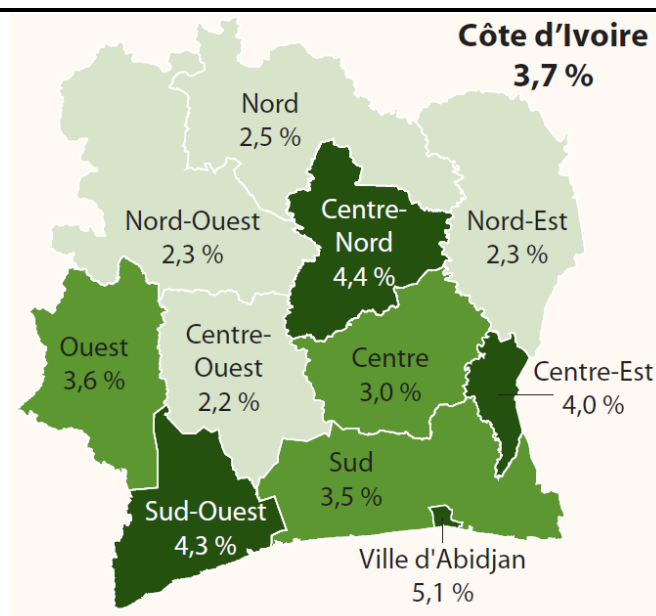 Côte d'Ivoire
3,7 %
Nord
2,5 %
Nord-Ouest
2,3 %
Centre-
Nord
4,4 %
Nord-Est
2,3 %
Ouest
3,6 %
Centre-
Ouest
2,2 %
Centre
3,0 %
Centre-Est
4,0 %
Sud-Ouest
4,3 %
Sud
3,5 %
Ville d'Abidjan
5,1 %